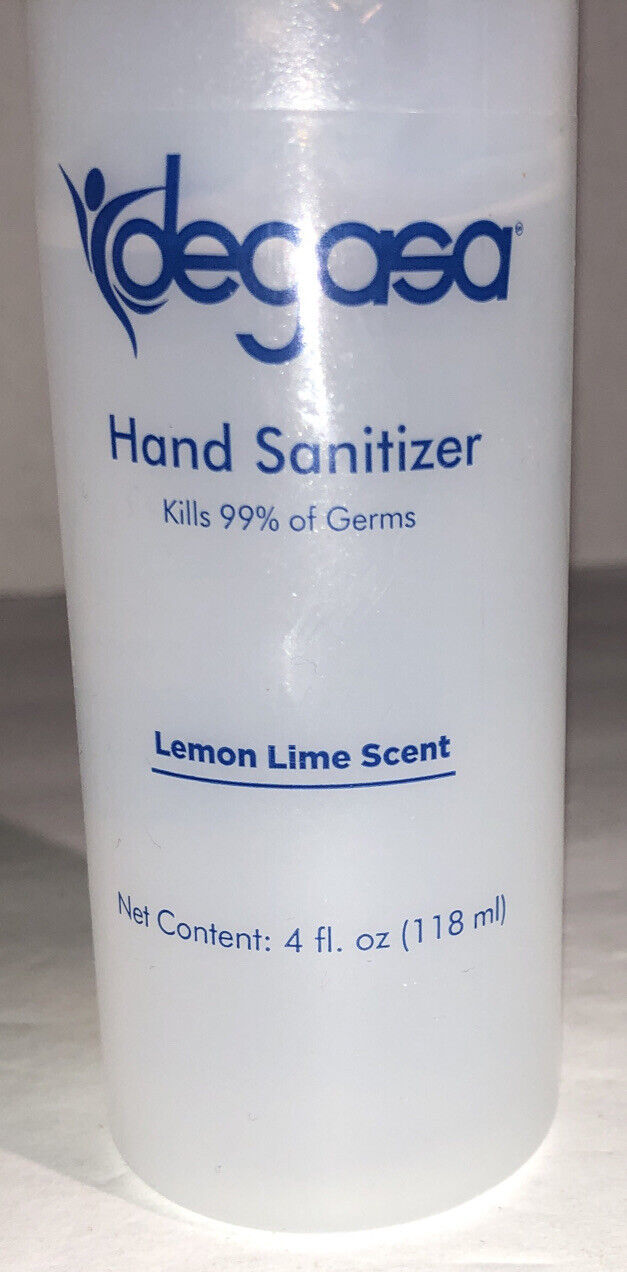 degasa®
Hand Sanitizer
Kills 99% of Germs
Lemon Lime Scent
Net Content: 4 fl. oz (118 ml)